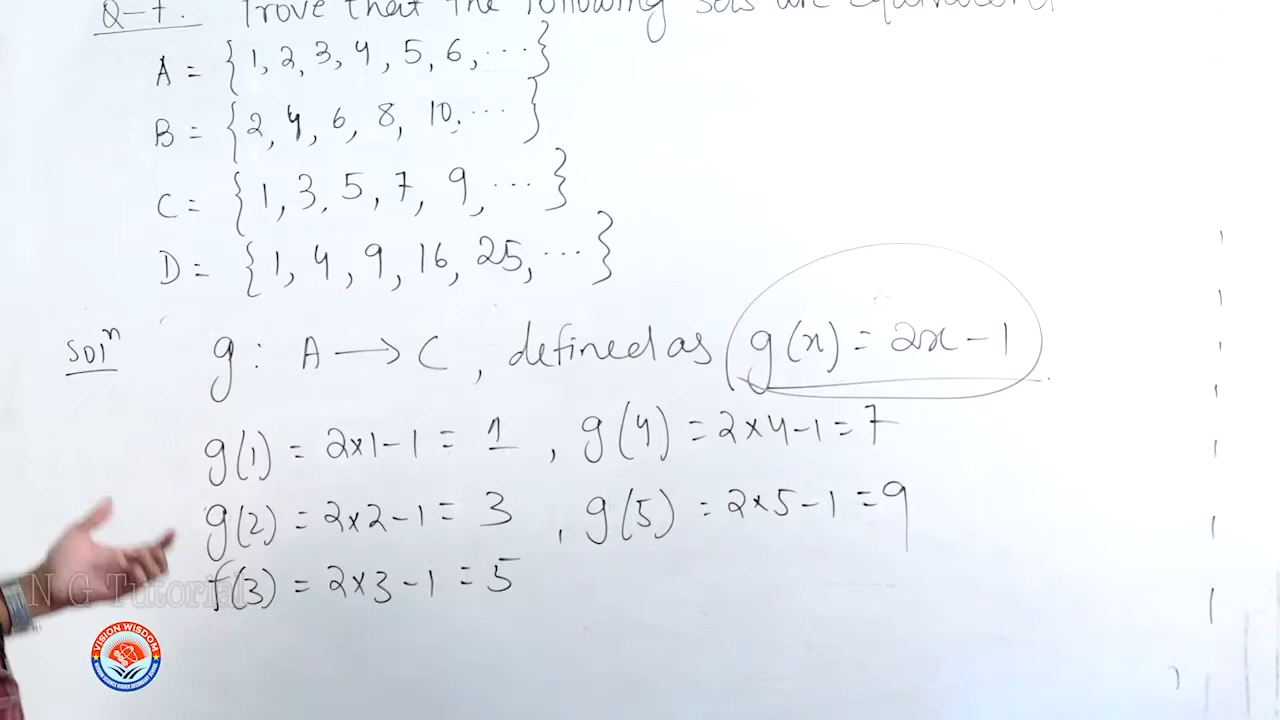 Q-7. Prove that the following sets are equivalent
A = {1, 2, 3, 4, 5, 6, ...}
B = {2, 4, 6, 8, 10, ...}
C = {1, 3, 5, 7, 9, ...}
D = {1, 4, 9, 16, 25, ...}
Solⁿ g : A → C, defined as g(x) = 2x - 1
g(1) = 2×1-1 = 1 , g(4) = 2×4-1 = 7
g(2) = 2×2-1 = 3 , g(5) = 2×5-1 = 9
f(3) = 2×3-1 = 5
N G Tutorial
VISION WISDOM